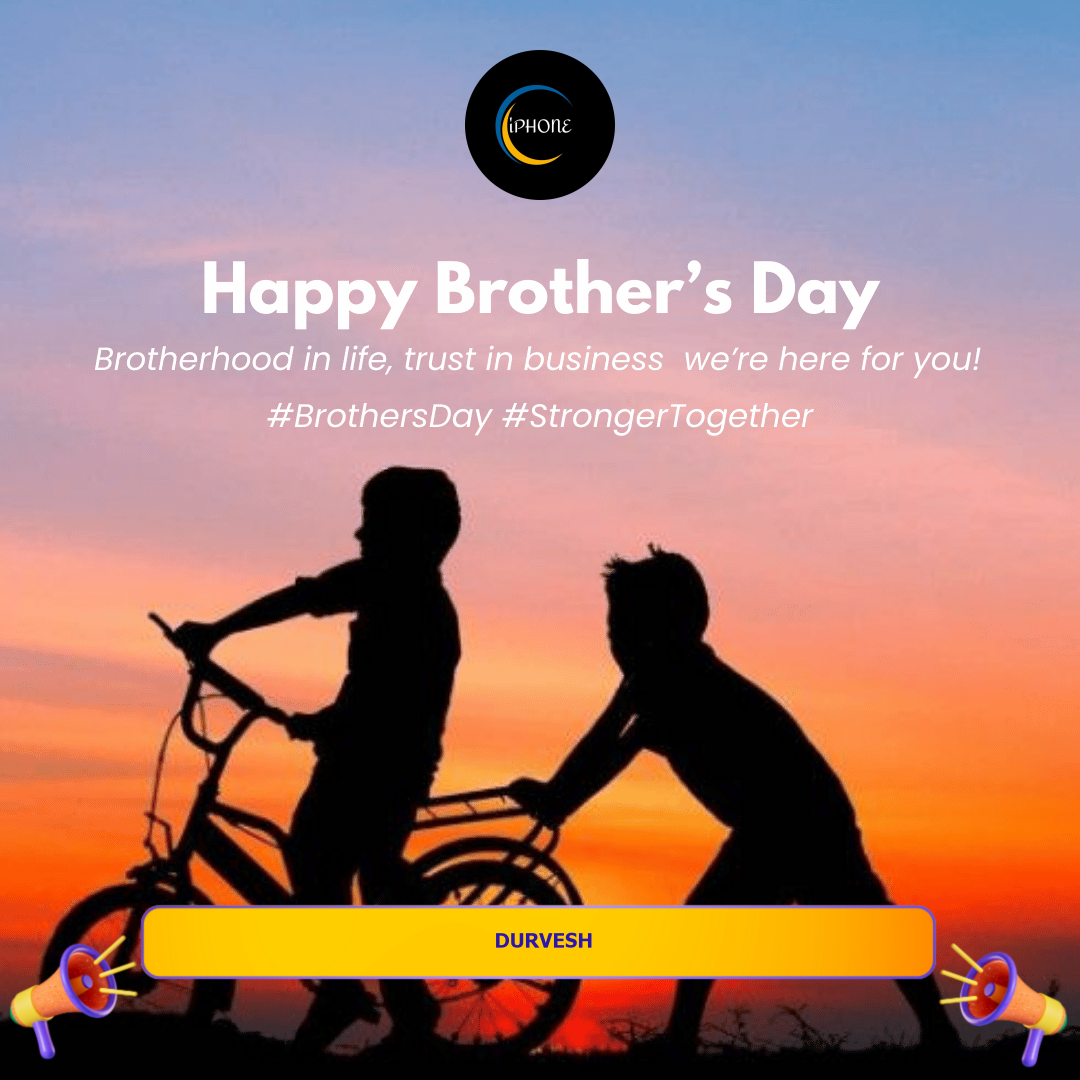 iPHONE
Happy Brother’s Day
Brotherhood in life, trust in business  we’re here for you!
#BrothersDay #StrongerTogether
DURVESH